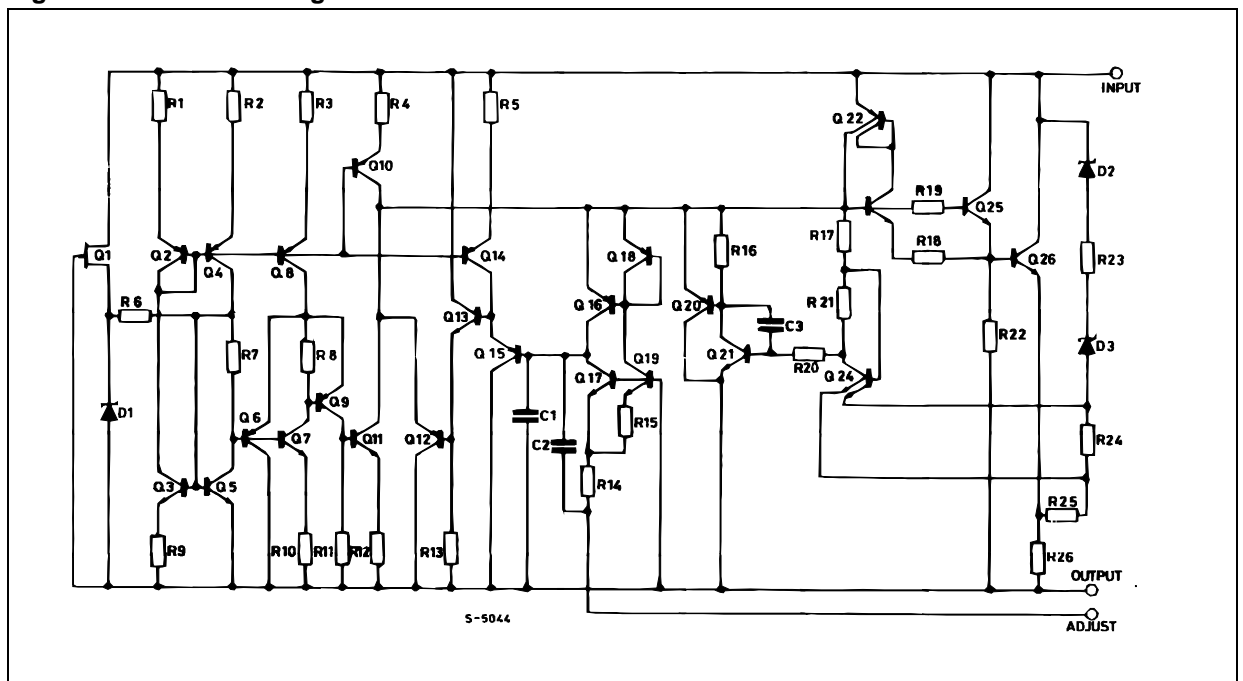 R1
R2
R3
R4
R5
INPUT
Q22
Q10
D2
R19
Q25
R17
R18
Q1
Q2
Q4
Q8
Q14
Q18
R16
Q26
R23
R6
Q13
Q16
Q20
C3
R21
R7
R8
Q15
Q19
Q21
R20
D3
Q17
Q24
D1
Q6
Q9
C1
R15
R22
Q7
Q11
Q12
C2
R24
Q3
Q5
R14
R25
R9
R10
R11
R12
R13
R26
OUTPUT
S-5044
ADJUST